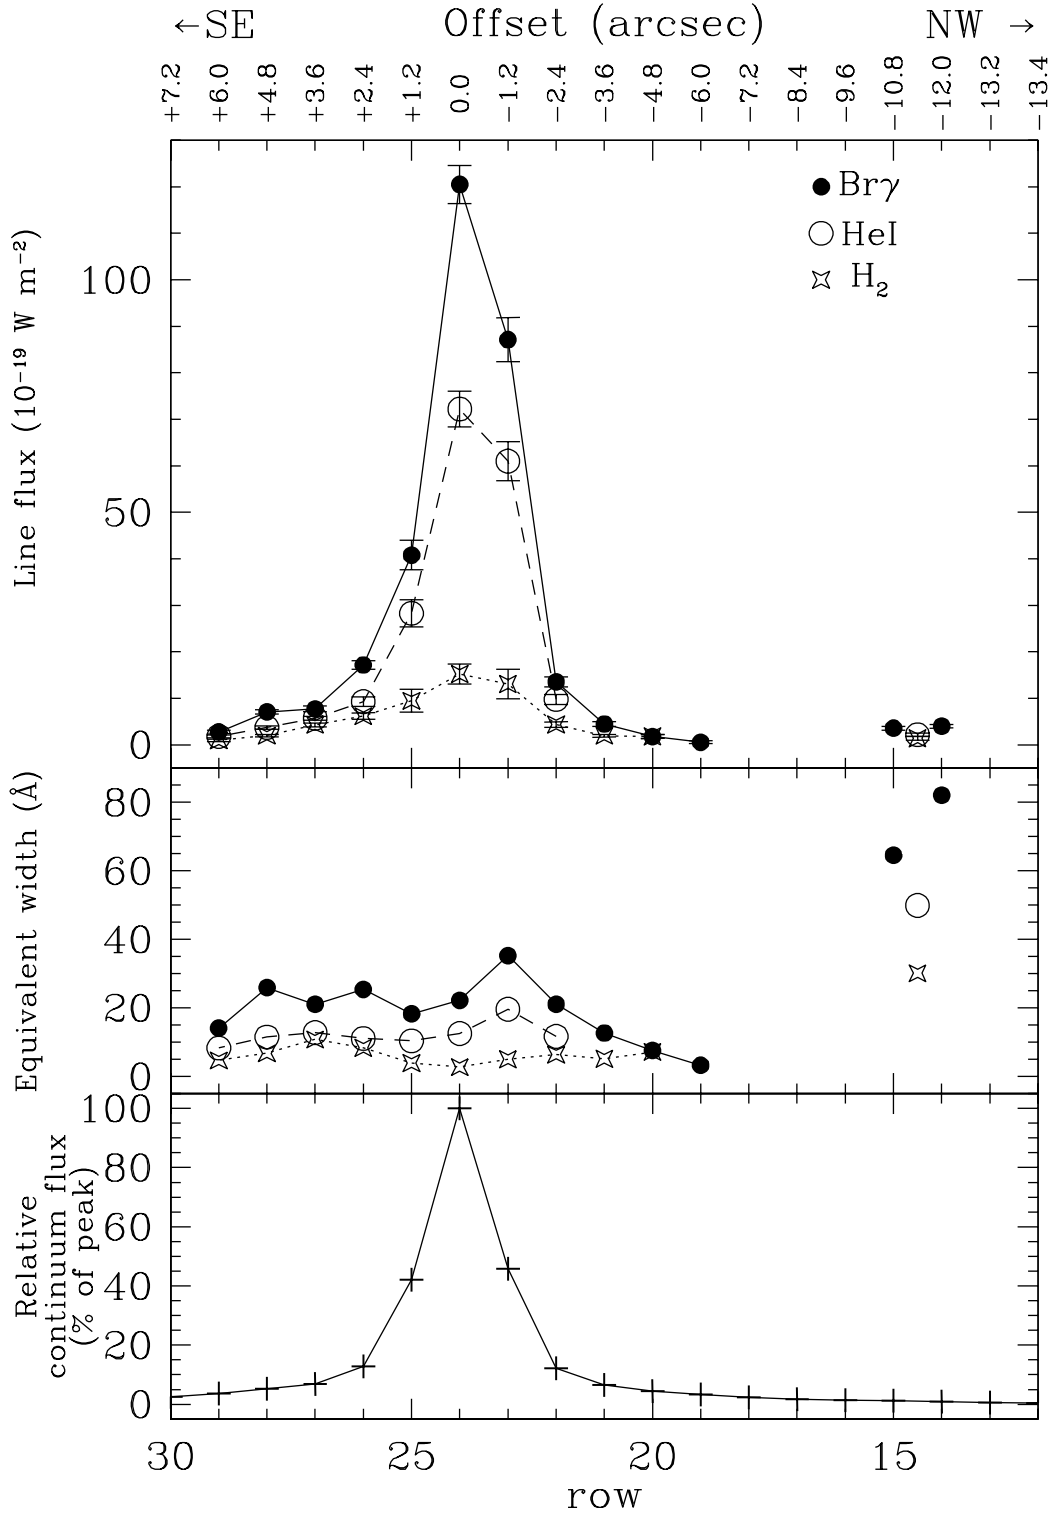 ←SE Offset (arcsec) NW →
+7.2 +6.0 +4.8 +3.6 +2.4 +1.2 0.0 −1.2 −2.4 −3.6 −4.8 −6.0 −7.2 −8.4 −9.6 −10.8 −12.0 −13.2 −13.4
Line flux (10⁻¹⁹ W m⁻²)
100
50
0
Brγ
HeI
H₂
Equivalent width (Å)
80
60
40
20
0
Relative
continuum flux
(% of peak)
100
80
60
40
20
0
30 25 20 15
row